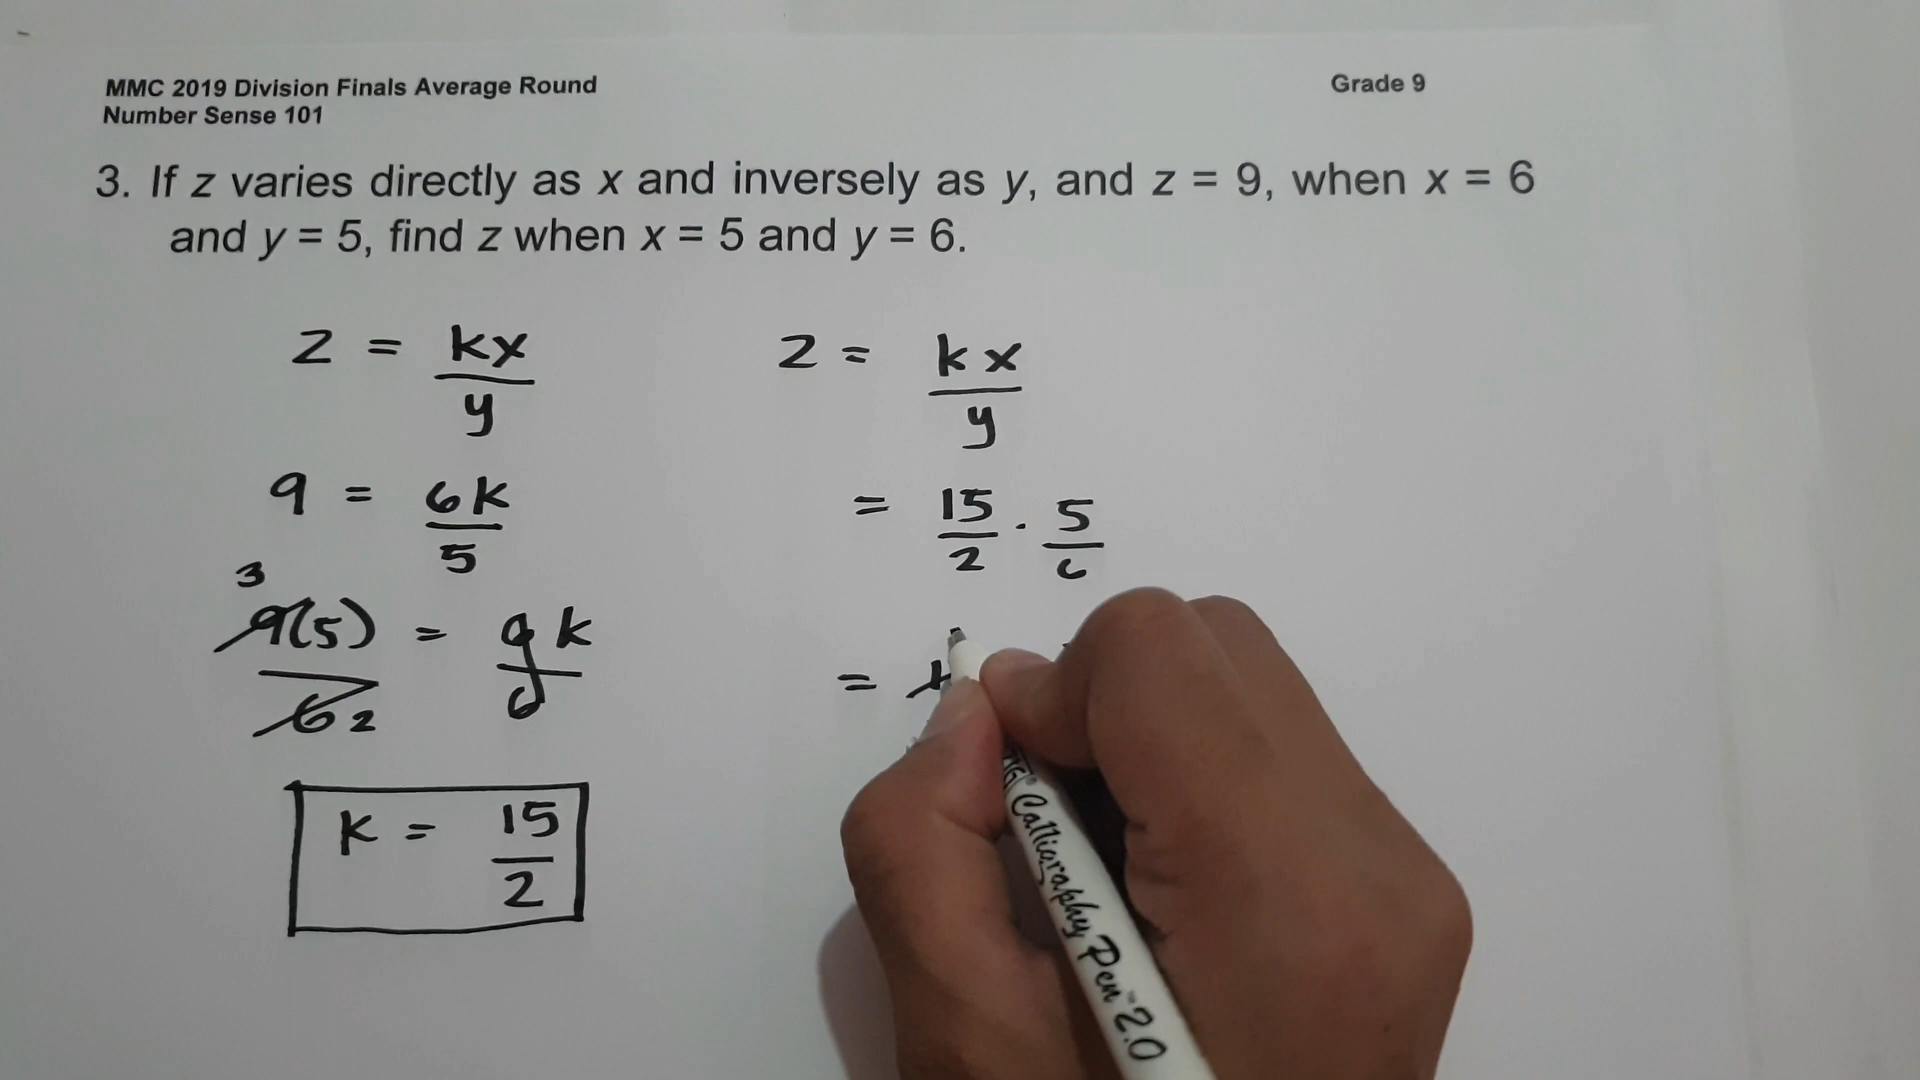 MMC 2019 Division Finals Average Round
Grade 9
Number Sense 101
3. If z varies directly as x and inversely as y, and z = 9, when x = 6
and y = 5, find z when x = 5 and y = 6.
z = kx/y
9 = 6k/5
3
9(5)/6 2 = 6k/6
k = 15/2
z = kx/y
= 15/2 · 5/6
=
Calligraphy Pen 2.0